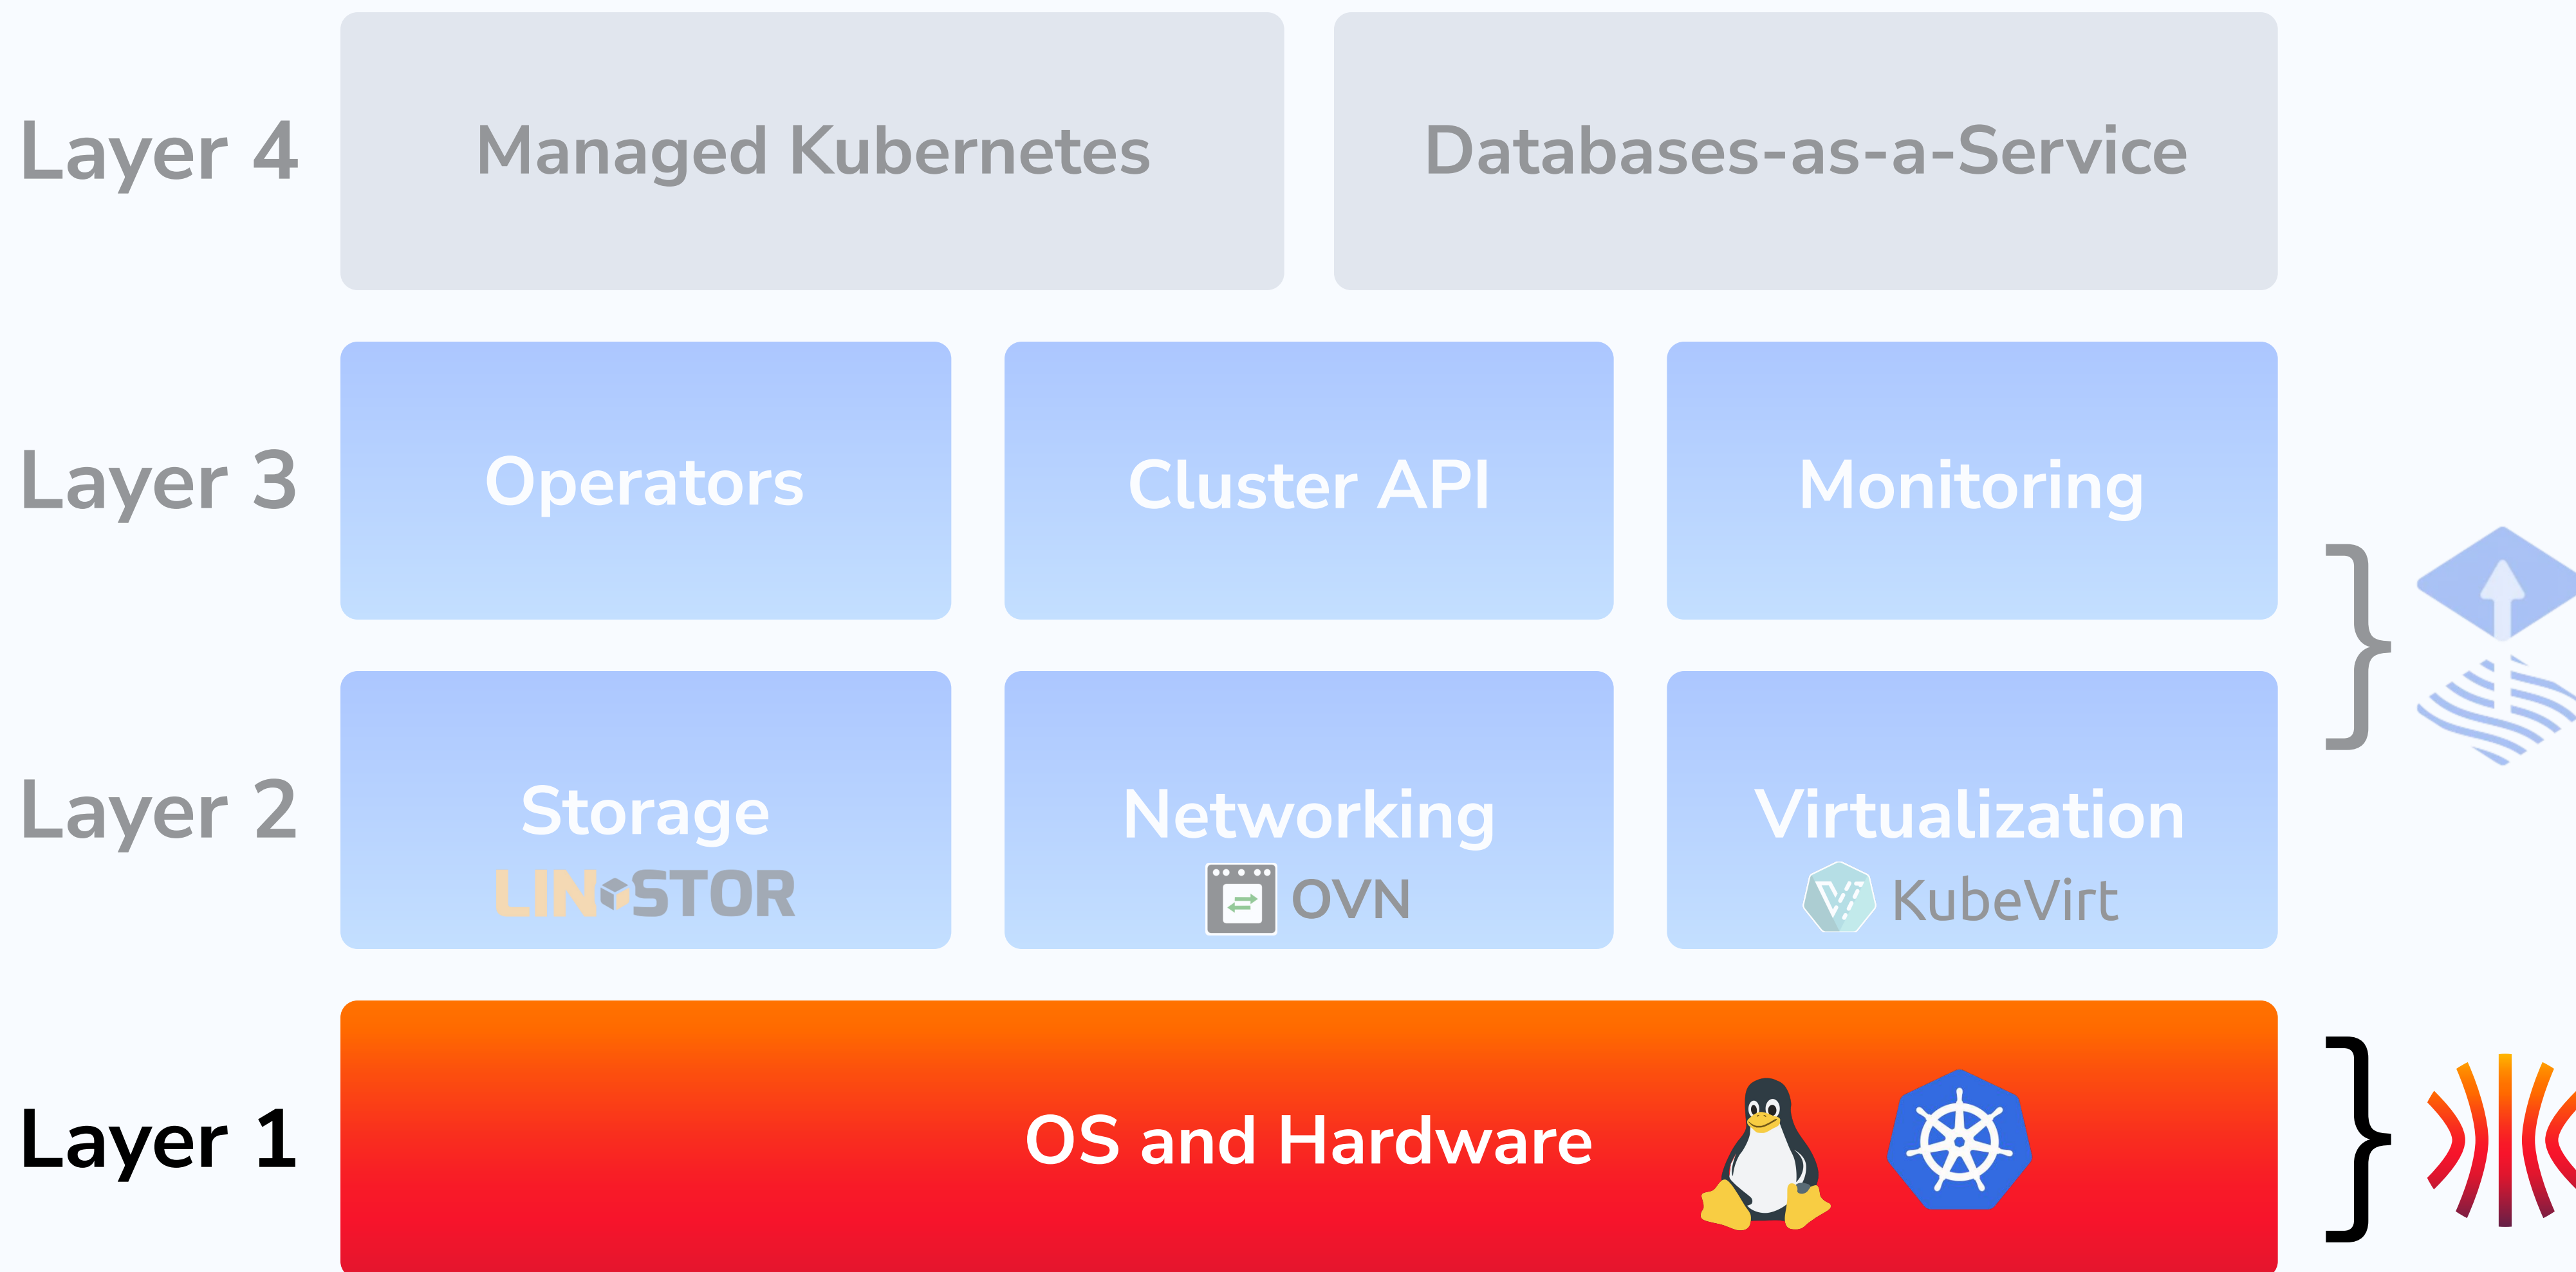 Layer 4
Managed Kubernetes
Databases-as-a-Service
Layer 3
Operators
Cluster API
Monitoring
Layer 2
Storage
LINSTOR
Networking
OVN
Virtualization
KubeVirt
Layer 1
OS and Hardware